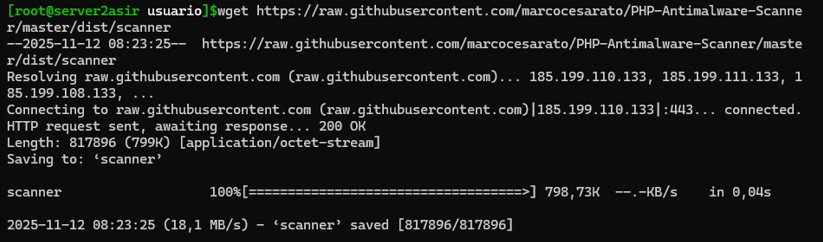 [root@server2asir usuario]$wget https://raw.githubusercontent.com/marcocesarato/PHP-Antimalware-Scanne
r/master/dist/scanner
--2025-11-12 08:23:25--  https://raw.githubusercontent.com/marcocesarato/PHP-Antimalware-Scanner/maste
r/dist/scanner
Resolving raw.githubusercontent.com (raw.githubusercontent.com)... 185.199.110.133, 185.199.111.133, 1
85.199.108.133, ...
Connecting to raw.githubusercontent.com (raw.githubusercontent.com)|185.199.110.133|:443... connected.
HTTP request sent, awaiting response... 200 OK
Length: 817896 (799K) [application/octet-stream]
Saving to: ‘scanner’
scanner                    100%[===================================>] 798,73K  --.-KB/s    in 0,04s
2025-11-12 08:23:25 (18,1 MB/s) - ‘scanner’ saved [817896/817896]